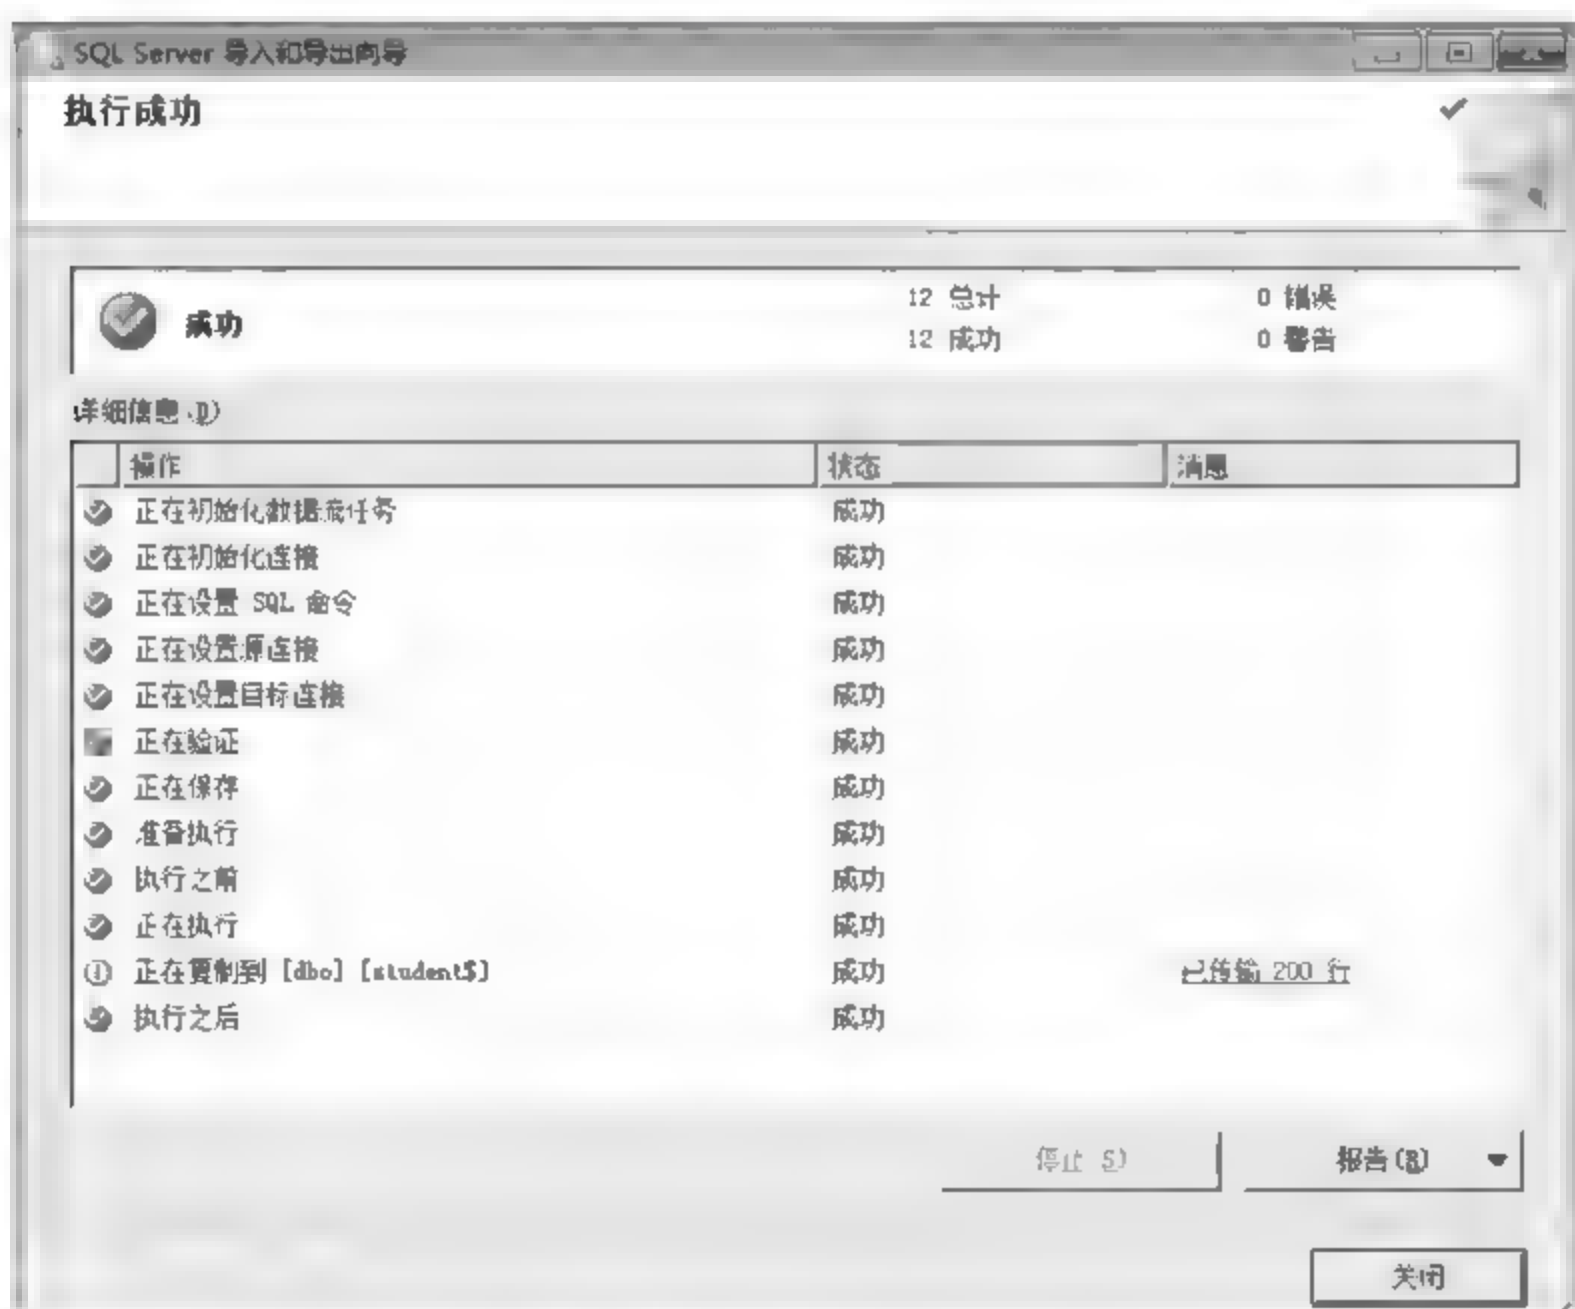 SQL Server 导入和导出向导
执行成功
成功
12 总计
0 错误
12 成功
0 警告
详细信息(D)
操作 状态 消息
正在初始化数据流任务 成功
正在初始化连接 成功
正在设置 SQL 命令 成功
正在设置源连接 成功
正在设置目标连接 成功
正在验证 成功
正在保存 成功
准备执行 成功
执行之前 成功
正在执行 成功
正在复制到 [dbo] [student$] 成功 已传输 200 行
执行之后 成功
停止 S)
报告(R)
关闭